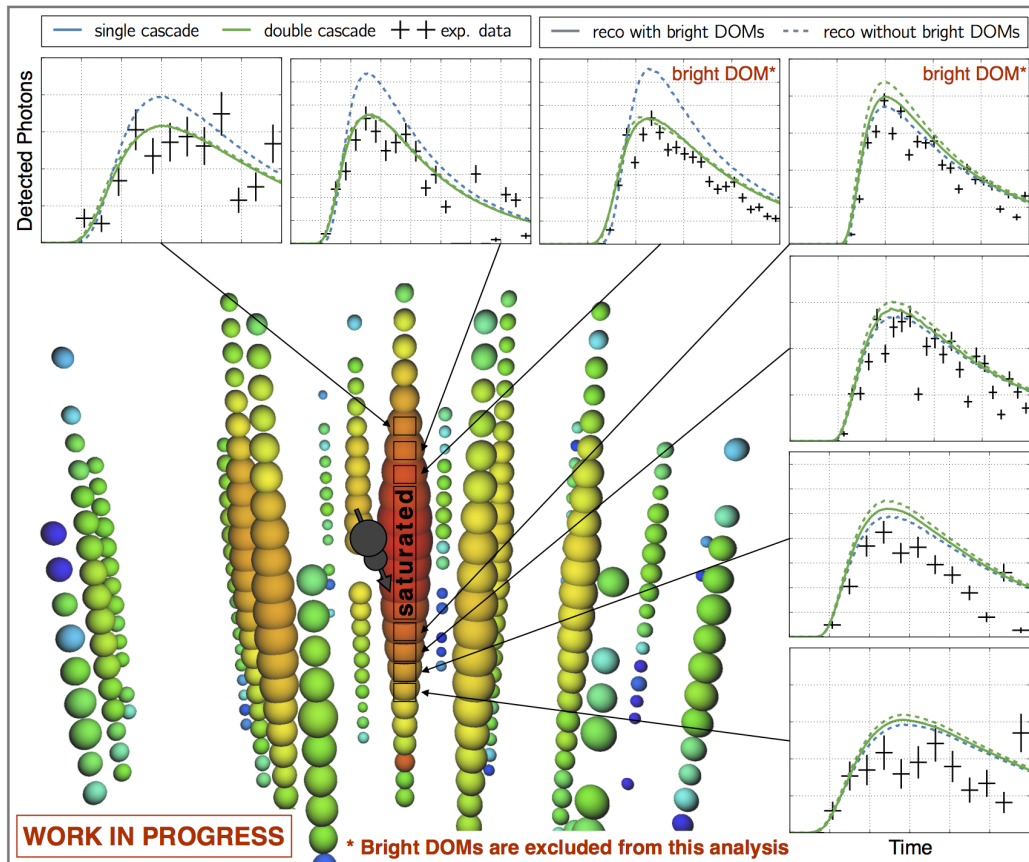 single cascade double cascade exp. data reco with bright DOMs reco without bright DOMs
bright DOM*
bright DOM*
Detected Photons
saturated
WORK IN PROGRESS
* Bright DOMs are excluded from this analysis
Time